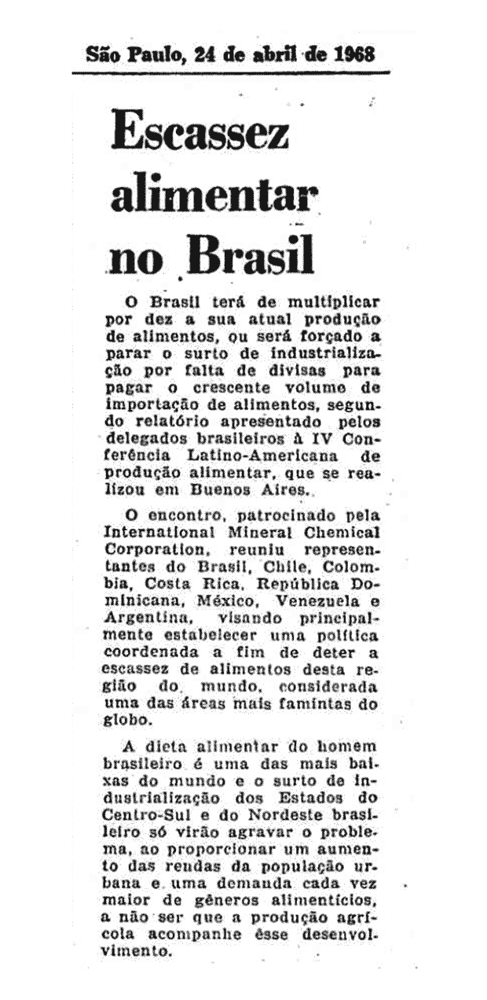 São Paulo, 24 de abril de 1968
Escassez
alimentar
no Brasil
O Brasil terá de multiplicar
por dez a sua atual produção
de alimentos, ou será forçado a
parar o surto de industrializa-
ção por falta de divisas para
pagar o crescente volume de
importação de alimentos, segun-
do relatório apresentado pelos
delegados brasileiros à IV Con-
ferência Latino-Americana de
produção alimentar, que se rea-
lizou em Buenos Aires.
O encontro, patrocinado pela
International Mineral Chemical
Corporation, reuniu represen-
tantes do Brasil, Chile, Colom-
bia, Costa Rica, República Do-
minicana, México, Venezuela e
Argentina, visando principal-
mente estabelecer uma política
coordenada a fim de deter a
escassez de alimentos desta re-
gião do mundo, considerada
uma das áreas mais famintas do
globo.
A dieta alimentar do homem
brasileiro é uma das mais bai-
xas do mundo e o surto de in-
dustrialização dos Estados do
Centro-Sul e do Nordeste brasi-
leiro só virão agravar o proble-
ma, ao proporcionar um aumen-
to das rendas da população ur-
bana e uma demanda cada vez
maior de gêneros alimentícios,
a não ser que a produção agrí-
cola acompanhe êsse desenvol-
vimento.